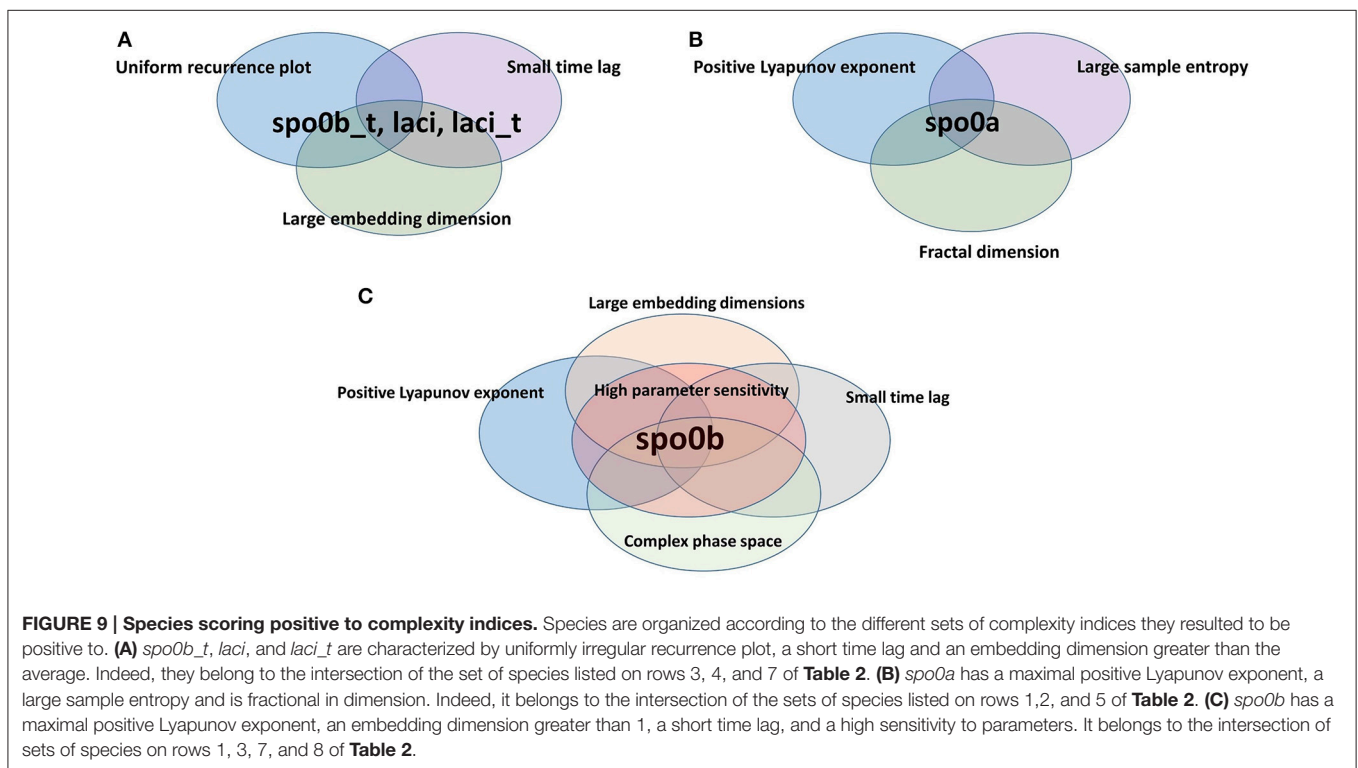 A
Uniform recurrence plot
Small time lag
spo0b_t, laci, laci_t
Large embedding dimension
B
Positive Lyapunov exponent
Large sample entropy
spo0a
Fractal dimension
C
Large embedding dimensions
Positive Lyapunov exponent
High parameter sensitivity
Small time lag
spo0b
Complex phase space
FIGURE 9 | Species scoring positive to complexity indices. Species are organized according to the different sets of complexity indices they resulted to be
positive to. (A) spo0b_t, laci, and laci_t are characterized by uniformly irregular recurrence plot, a short time lag and an embedding dimension greater than the
average. Indeed, they belong to the intersection of the set of species listed on rows 3, 4, and 7 of Table 2. (B) spo0a has a maximal positive Lyapunov exponent, a
large sample entropy and is fractional in dimension. Indeed, it belongs to the intersection of the sets of species listed on rows 1,2, and 5 of Table 2. (C) spo0b has a
maximal positive Lyapunov exponent, an embedding dimension greater than 1, a short time lag, and a high sensitivity to parameters. It belongs to the intersection of
sets of species on rows 1, 3, 7, and 8 of Table 2.